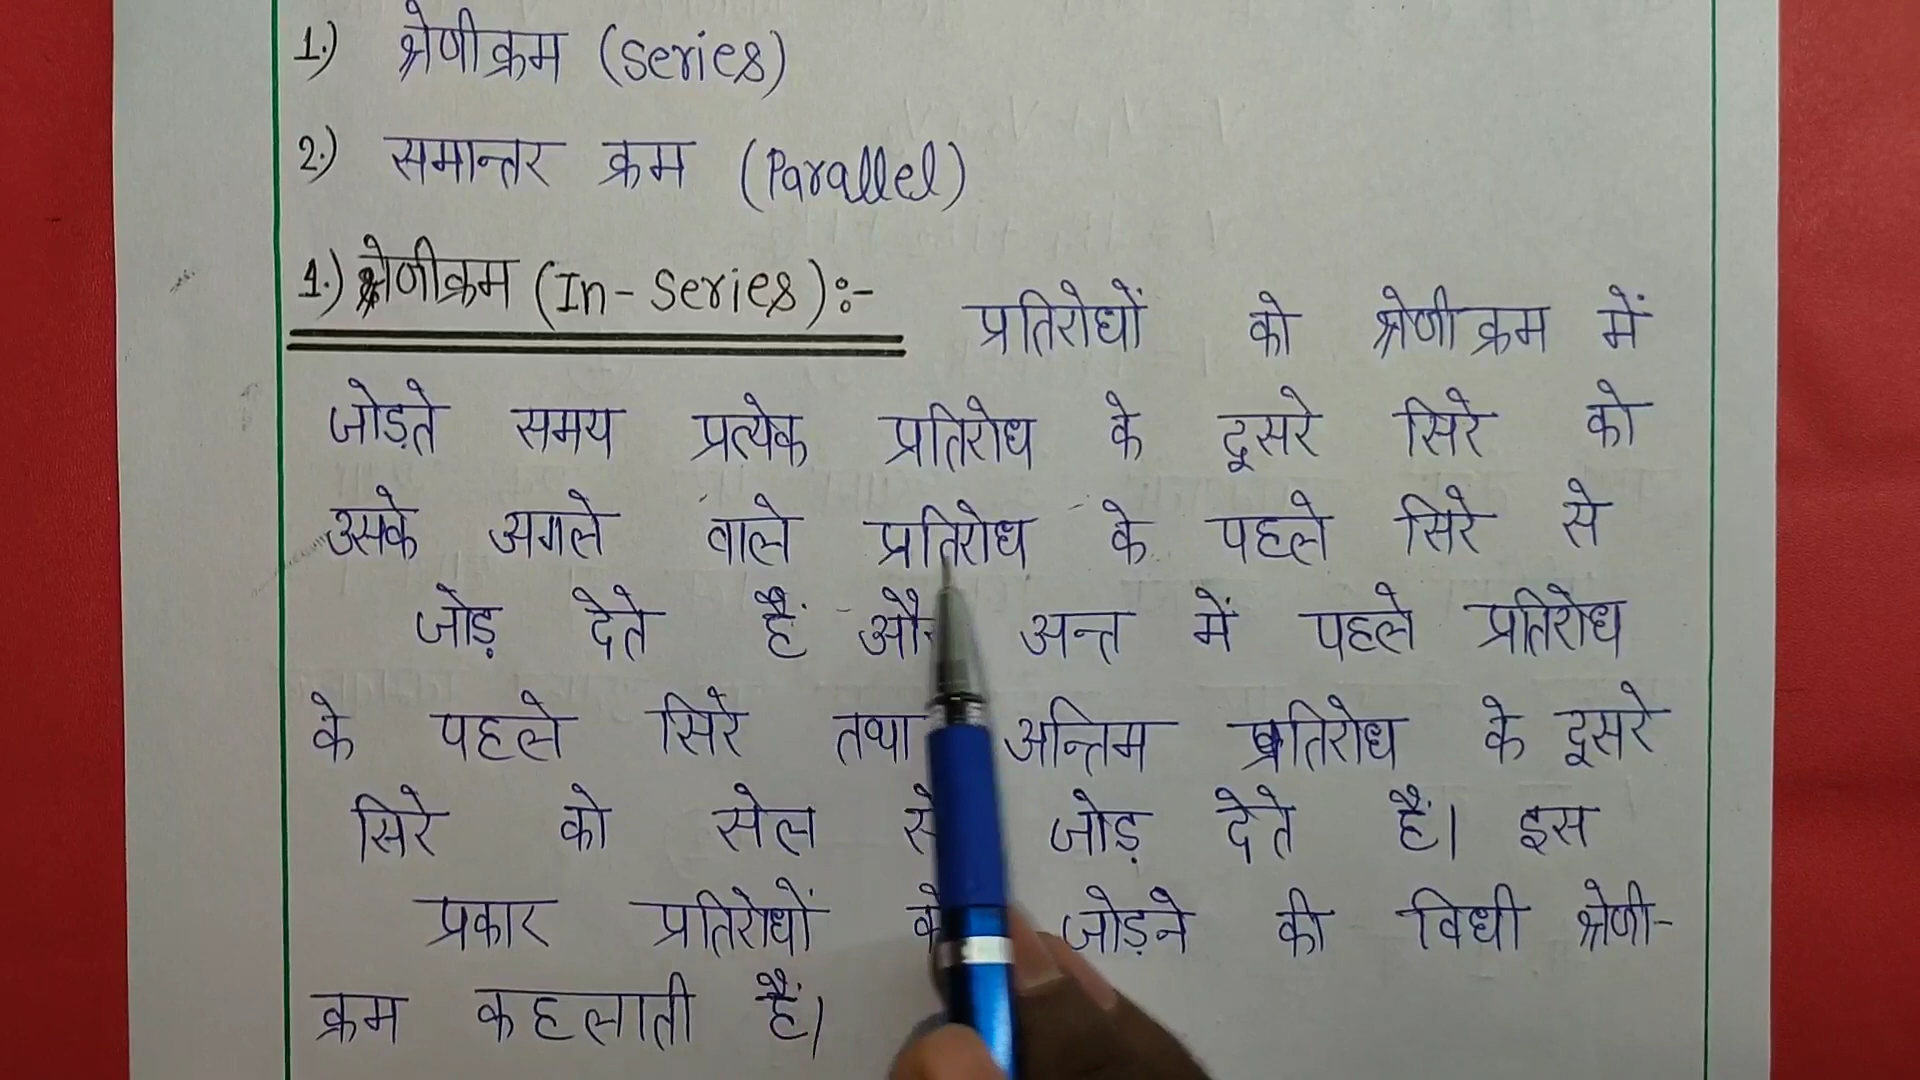 1.) श्रेणीक्रम (Series)
2.) समान्तर क्रम (Parallel)
1.) श्रेणीक्रम (In-Series):-
प्रतिरोधों को श्रेणीक्रम में
जोड़ते समय प्रत्येक प्रतिरोध के दूसरे सिरे को
उसके अगले वाले प्रतिरोध के पहले सिरे से
जोड़ देते हैं अन्त में पहले प्रतिरोध
के पहले सिरे तथा अन्तिम प्रतिरोध के दूसरे
सिरे को सेल जोड़ देते हैं। इस
प्रकार प्रतिरोधों जोड़ने की विधी श्रेणी-
क्रम कहलाती हैं।